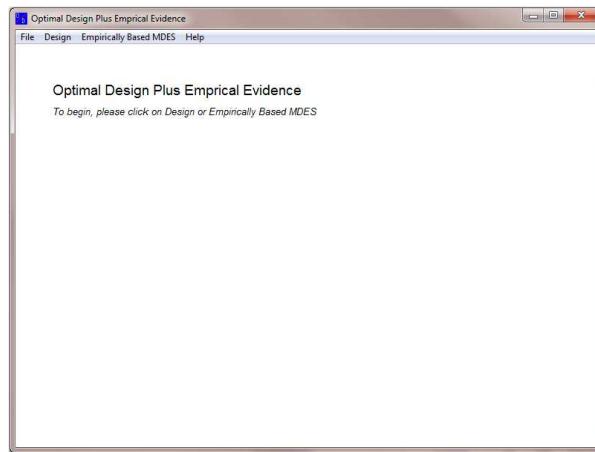 Optimal Design Plus Emprical Evidence
File Design Empirically Based MDES Help
Optimal Design Plus Emprical Evidence
To begin, please click on Design or Empirically Based MDES